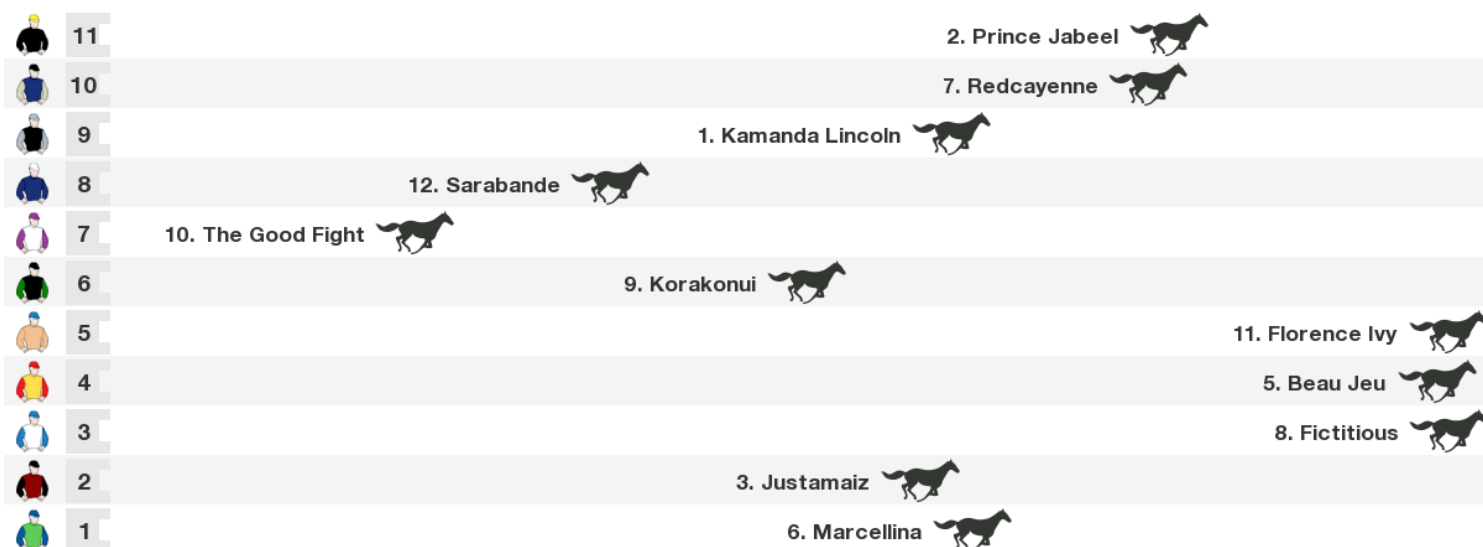 11 2. Prince Jabeel
10 7. Redcayenne
9 1. Kamanda Lincoln
8 12. Sarabande
7 10. The Good Fight
6 9. Korakonui
5 11. Florence Ivy
4 5. Beau Jeu
3 8. Fictitious
2 3. Justamaiz
1 6. Marcellina